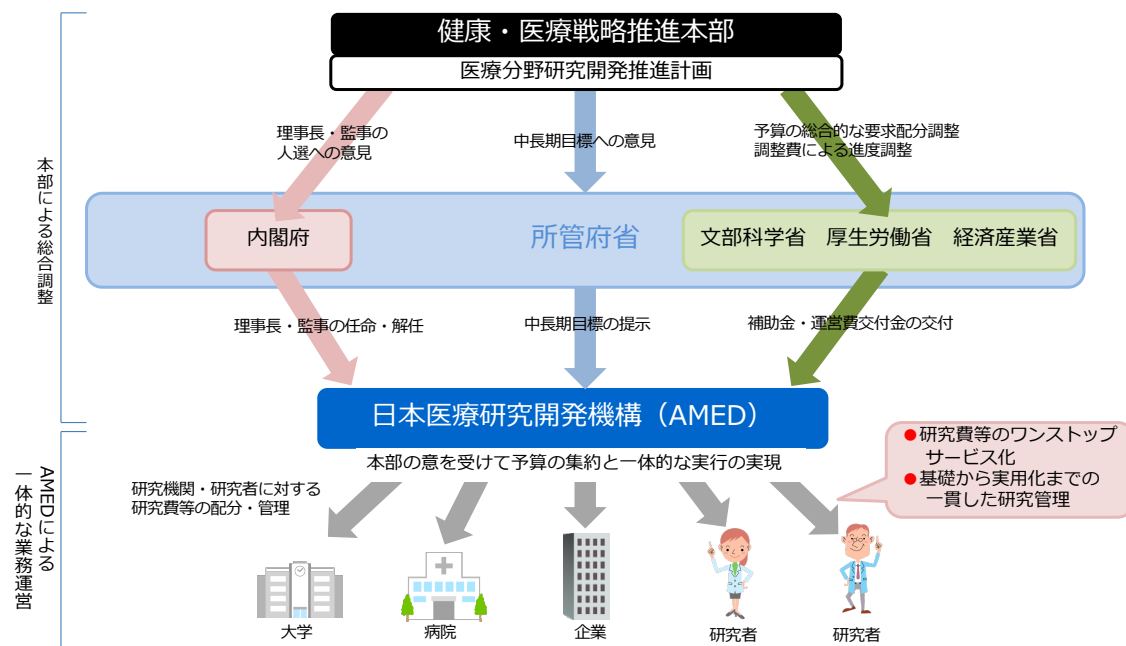 健康・医療戦略推進本部
医療分野研究開発推進計画
理事長・監事の
人選への意見
中長期目標への意見
予算の総合的な要求配分調整
調整費による進度調整
本部による総合調整
内閣府
所管府省
文部科学省 厚生労働省 経済産業省
理事長・監事の任命・解任
中長期目標の提示
補助金・運営費交付金の交付
日本医療研究開発機構（AMED）
本部の意を受けて予算の集約と一体的な実行の実現
●研究費等のワンストップ
サービス化
●基礎から実用化までの
一貫した研究管理
AMEDによる
一体的な業務運営
研究機関・研究者に対する
研究費等の配分・管理
大学
病院
企業
研究者
研究者